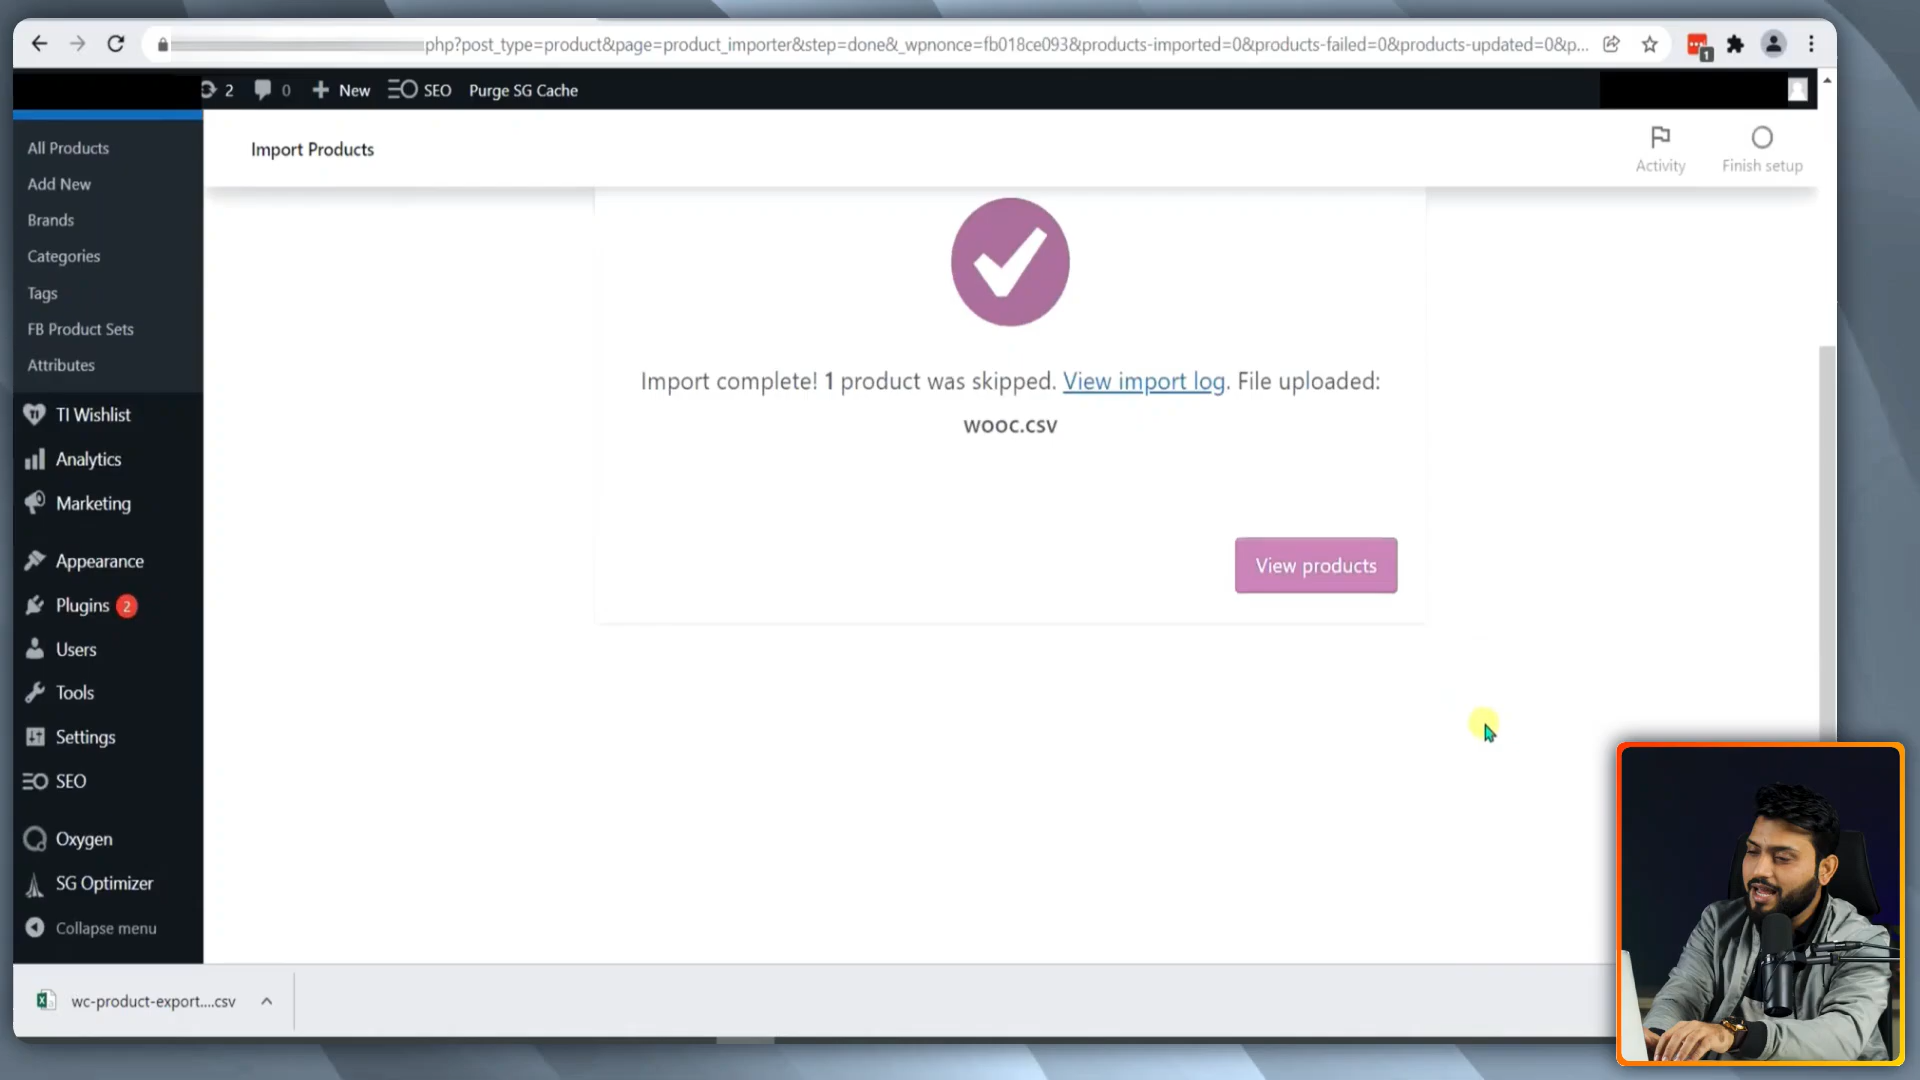 php?post_type=product&page=product_importer&step=done&_wpnonce=fb018ce093&products-imported=0&products-failed=0&products-updated=0&p...
1
2
0
New
SEO
Purge SG Cache
Import Products
Activity
Finish setup
All Products
Add New
Brands
Categories
Tags
FB Product Sets
Attributes
TI Wishlist
Analytics
Marketing
Appearance
Plugins 2
Users
Tools
Settings
SEO
Oxygen
SG Optimizer
Collapse menu
Import complete! 1 product was skipped. View import log. File uploaded:
wooc.csv
View products
wc-product-export....csv